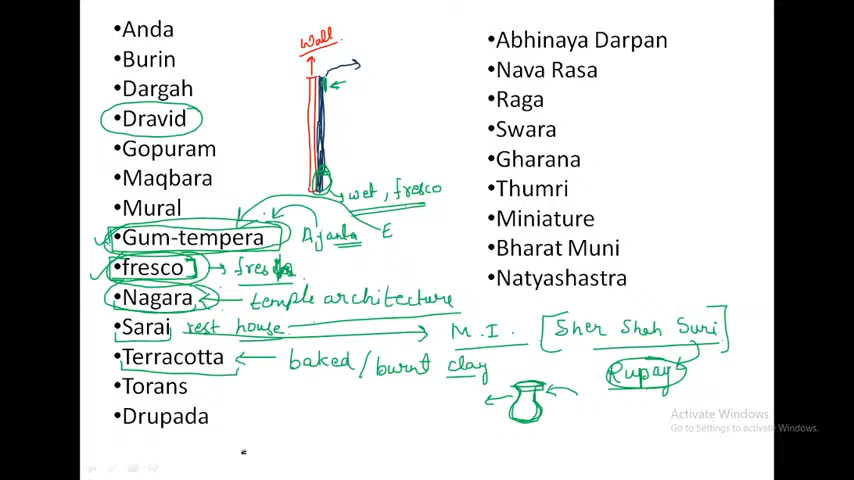 •Anda
•Burin
•Dargah
•Dravid
•Gopuram
•Maqbara
•Mural
•Gum-tempera
•fresco
•Nagara
•Sarai
•Terracotta
•Torans
•Drupada
Wall
wet, fresco
Ajanta
E
temple architecture
rest house
M. I. [Sher Shah Suri]
baked/burnt clay
Rupay
•Abhinaya Darpan
•Nava Rasa
•Raga
•Swara
•Gharana
•Thumri
•Miniature
•Bharat Muni
•Natyashastra
Activate Windows
Go to Settings to activate Windows.